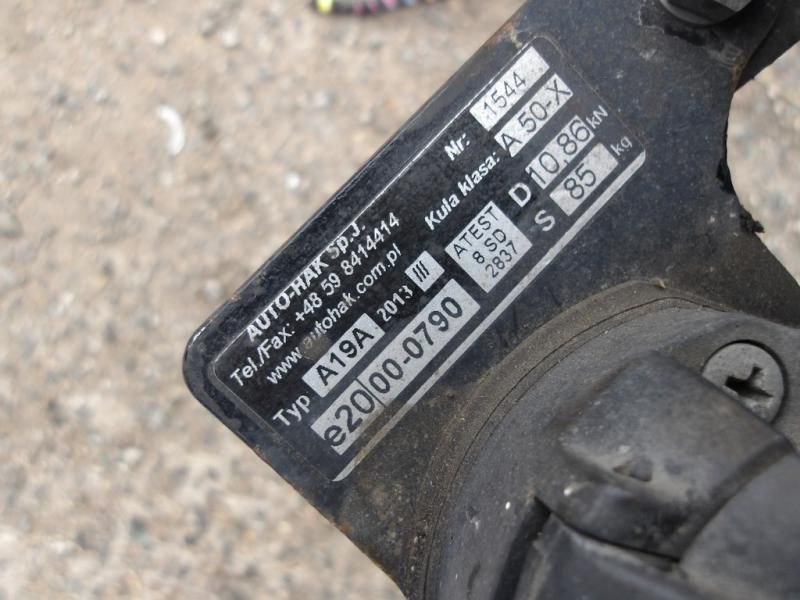 AUTO-HAK Sp.J.
Tel./Fax: +48 59 8414414
www.autohak.com.pl
Typ A19A 2013 III
e20 00-0790
Nr: 1544
Kula klasa: A 50-X
ATEST
8 SD
2837
D 10,86 kN
S 85 kg